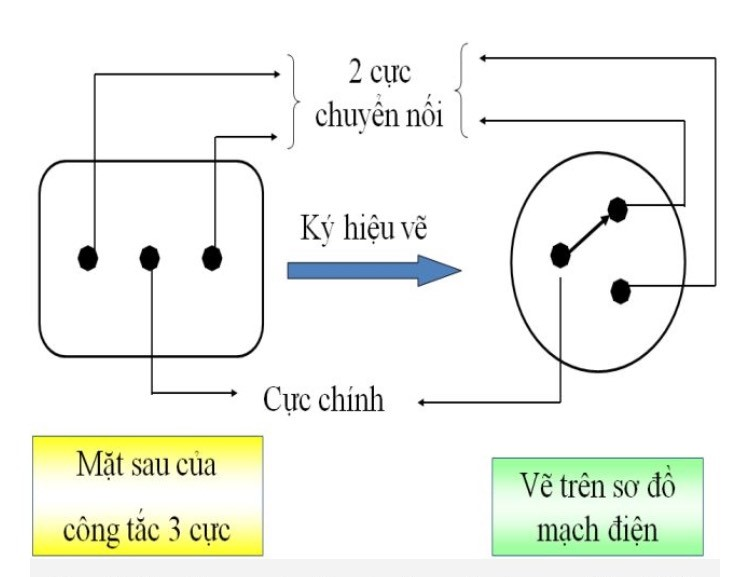 2 cực
chuyển nối
Ký hiệu vẽ
Cực chính
Mặt sau của
công tắc 3 cực
Vẽ trên sơ đồ
mạch điện